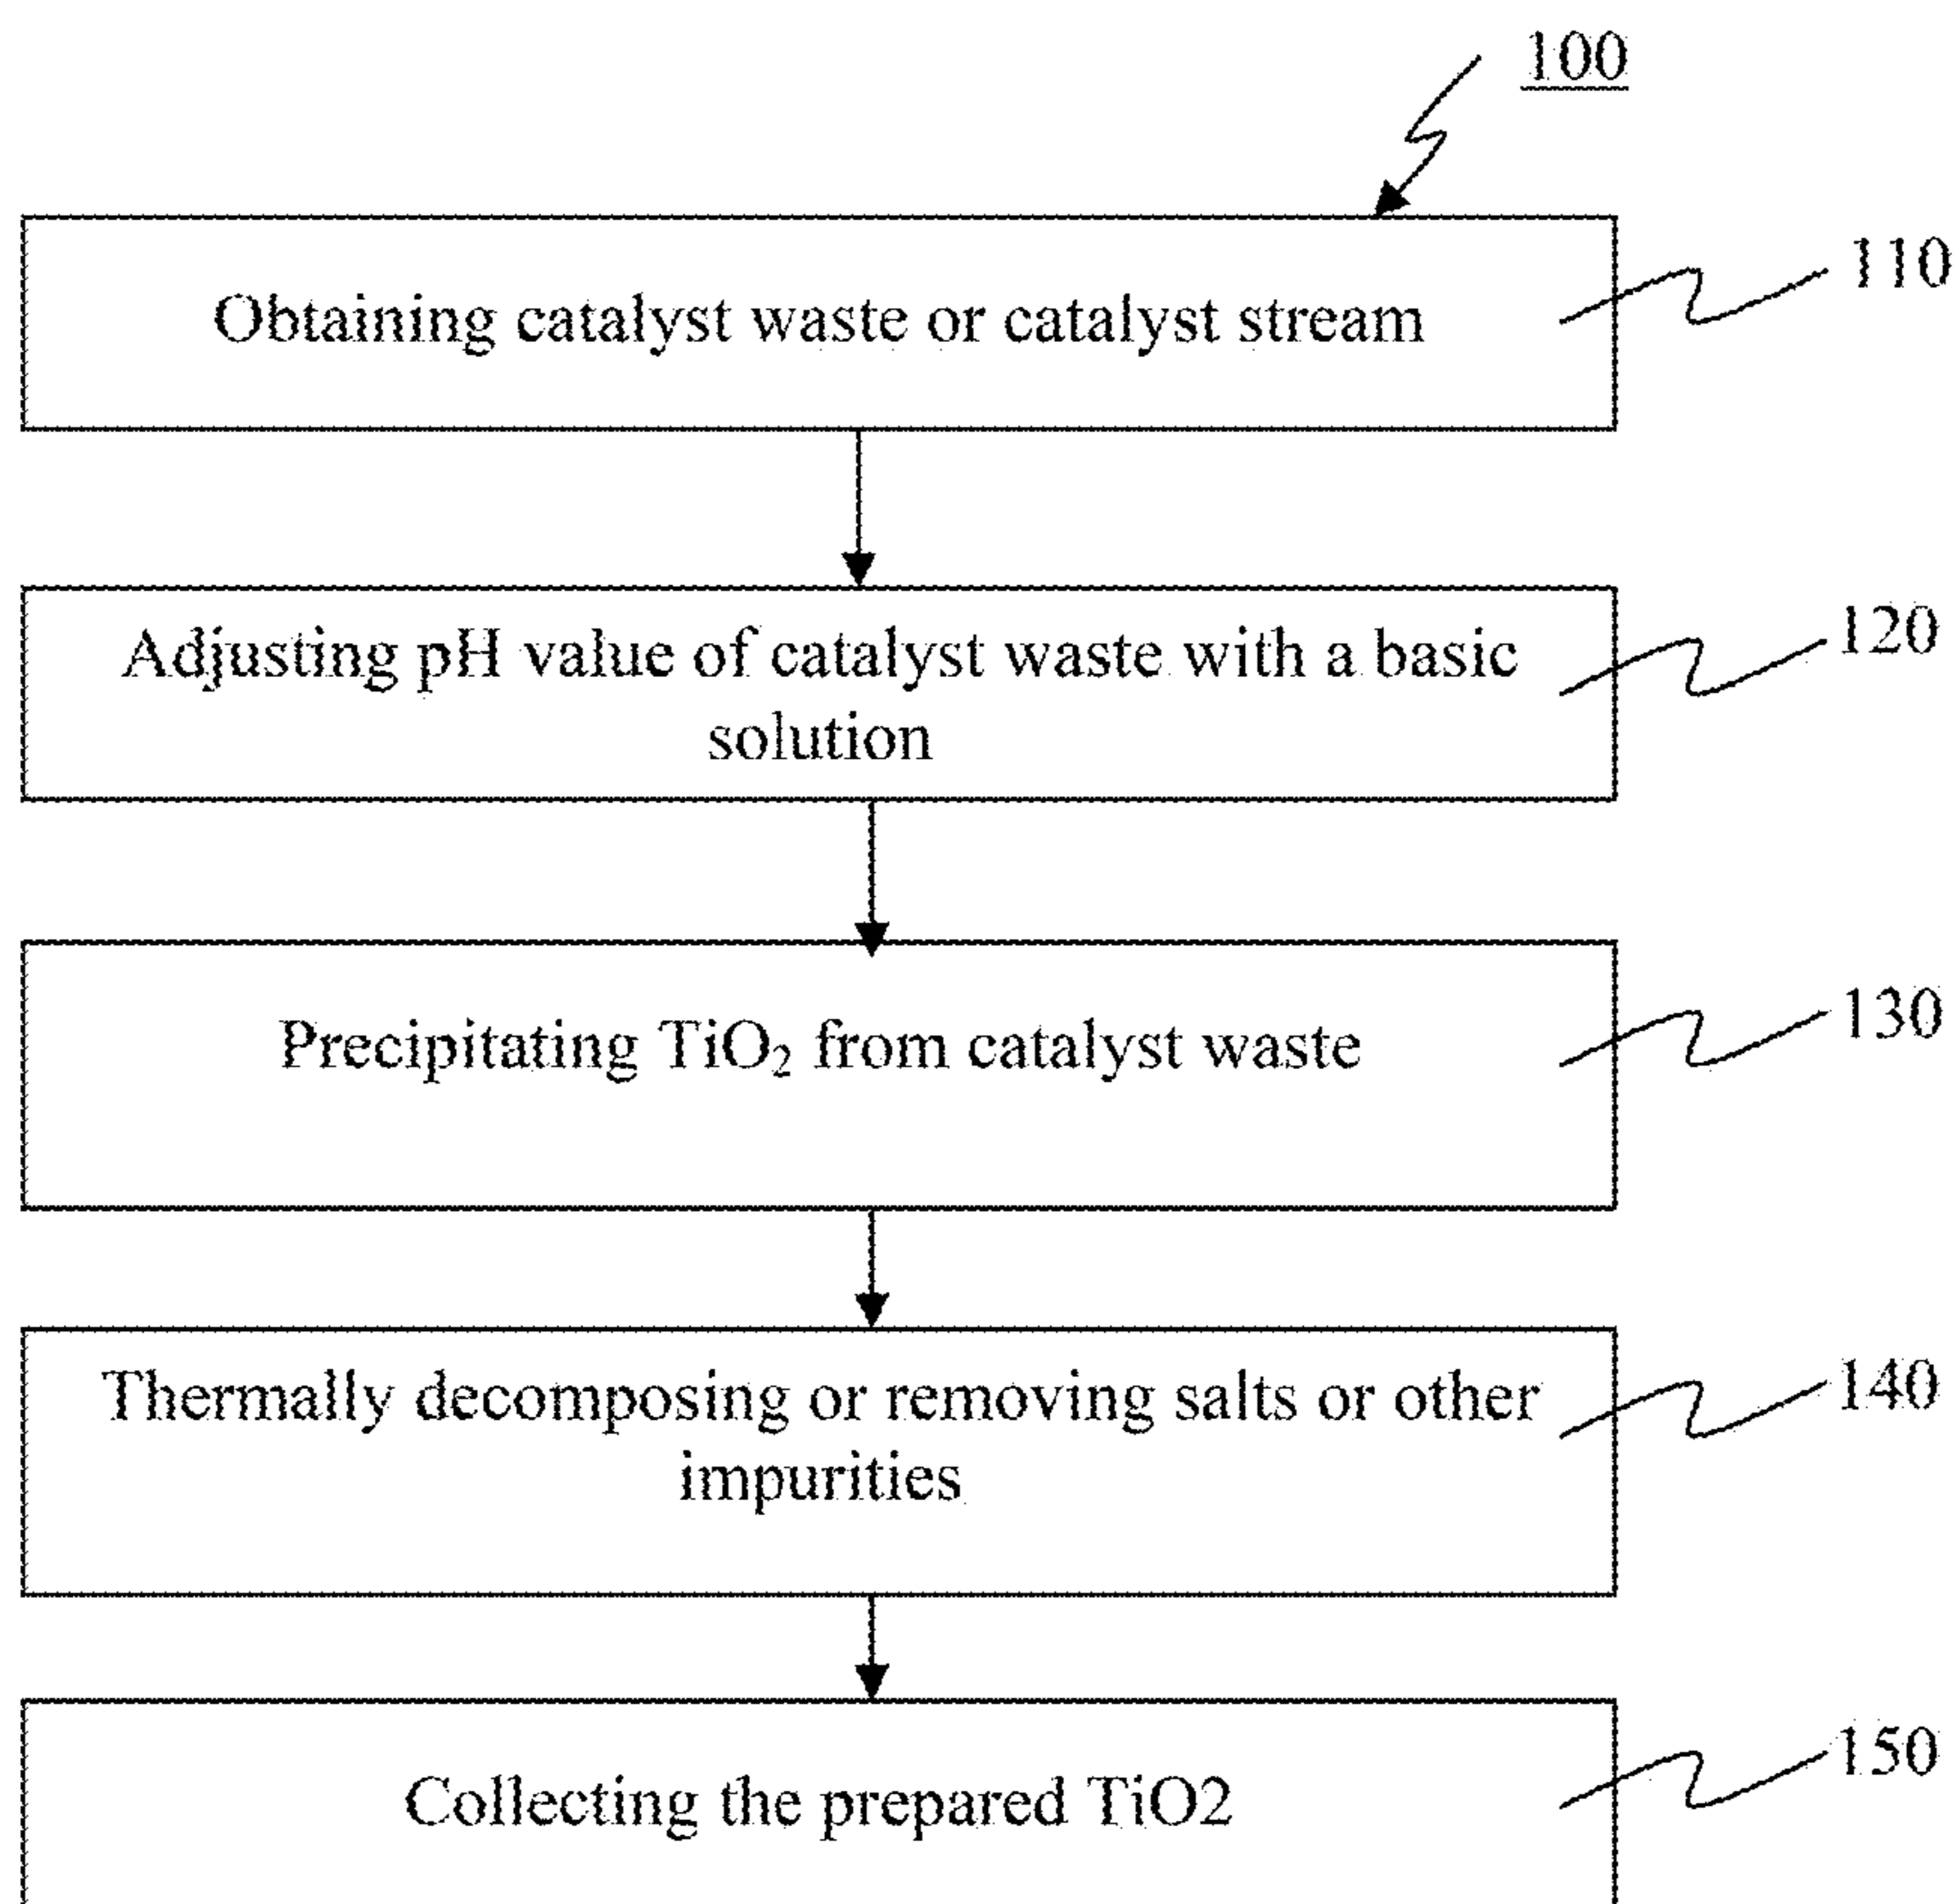 100
Obtaining catalyst waste or catalyst stream
110
Adjusting pH value of catalyst waste with a basic
solution
120
Precipitating TiO₂ from catalyst waste
130
Thermally decomposing or removing salts or other
impurities
140
Collecting the prepared TiO2
150